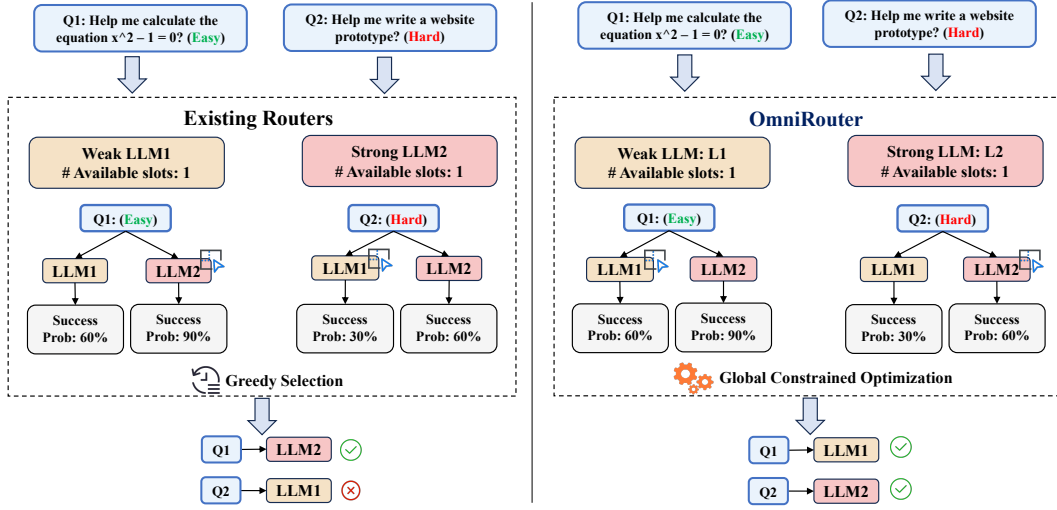 Q1: Help me calculate the
equation x^2 – 1 = 0? (Easy)
Q2: Help me write a website
prototype? (Hard)
Existing Routers
Weak LLM1
# Available slots: 1
Strong LLM2
# Available slots: 1
Q1: (Easy)
Q2: (Hard)
LLM1
LLM2
LLM1
LLM2
Success
Prob: 60%
Success
Prob: 90%
Success
Prob: 30%
Success
Prob: 60%
Greedy Selection
Q1
LLM2
Q2
LLM1
Q1: Help me calculate the
equation x^2 – 1 = 0? (Easy)
Q2: Help me write a website
prototype? (Hard)
OmniRouter
Weak LLM: L1
# Available slots: 1
Strong LLM: L2
# Available slots: 1
Q1: (Easy)
Q2: (Hard)
LLM1
LLM2
LLM1
LLM2
Success
Prob: 60%
Success
Prob: 90%
Success
Prob: 30%
Success
Prob: 60%
Global Constrained Optimization
Q1
LLM1
Q2
LLM2